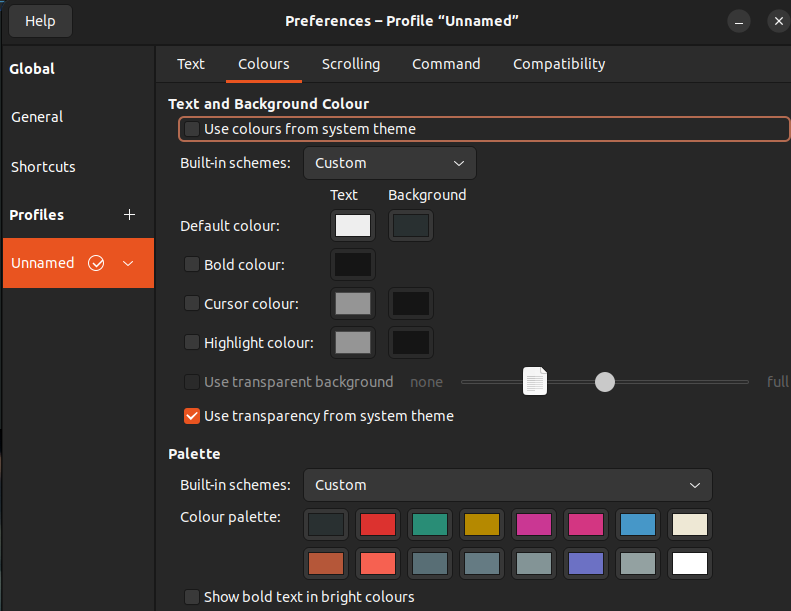 Help
Preferences – Profile “Unnamed”
Global
General
Shortcuts
Profiles
Unnamed
Text Colours Scrolling Command Compatibility
Text and Background Colour
Use colours from system theme
Built-in schemes: Custom
Text Background
Default colour:
Bold colour:
Cursor colour:
Highlight colour:
Use transparent background none full
Use transparency from system theme
Palette
Built-in schemes: Custom
Colour palette:
Show bold text in bright colours